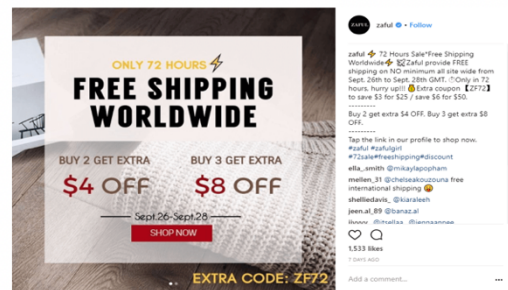 ONLY 72 HOURS⚡
FREE SHIPPING
WORLDWIDE
BUY 2 GET EXTRA
$4 OFF
BUY 3 GET EXTRA
$8 OFF
Sept.26-Sept.28
SHOP NOW
EXTRA CODE: ZF72
ZAFUL
zaful • Follow
zaful ⚡ 72 Hours Sale*Free Shipping
Worldwide⚡ Zaful provide FREE
shipping on NO minimum all site wide from
Sept. 26th to Sept. 28th GMT. Only in 72
hours, hurry up!!! Extra coupon【ZF72】
to save $3 for $25 / save $6 for $50.
---------
Buy 2 get extra $4 OFF, Buy 3 get extra $8
OFF.
---------
Tap the link in our profile to shop now.
#zaful #zafulgirl
#72sale#freeshipping#discount
ella_.smith @mikaylapopham
mellen_31 @chelseakouzouna free
international shipping
shelliedavis_ @kiaraleeh
jeen.al_89 @banaz.al
1,533 likes
7 DAYS AGO
Add a comment...